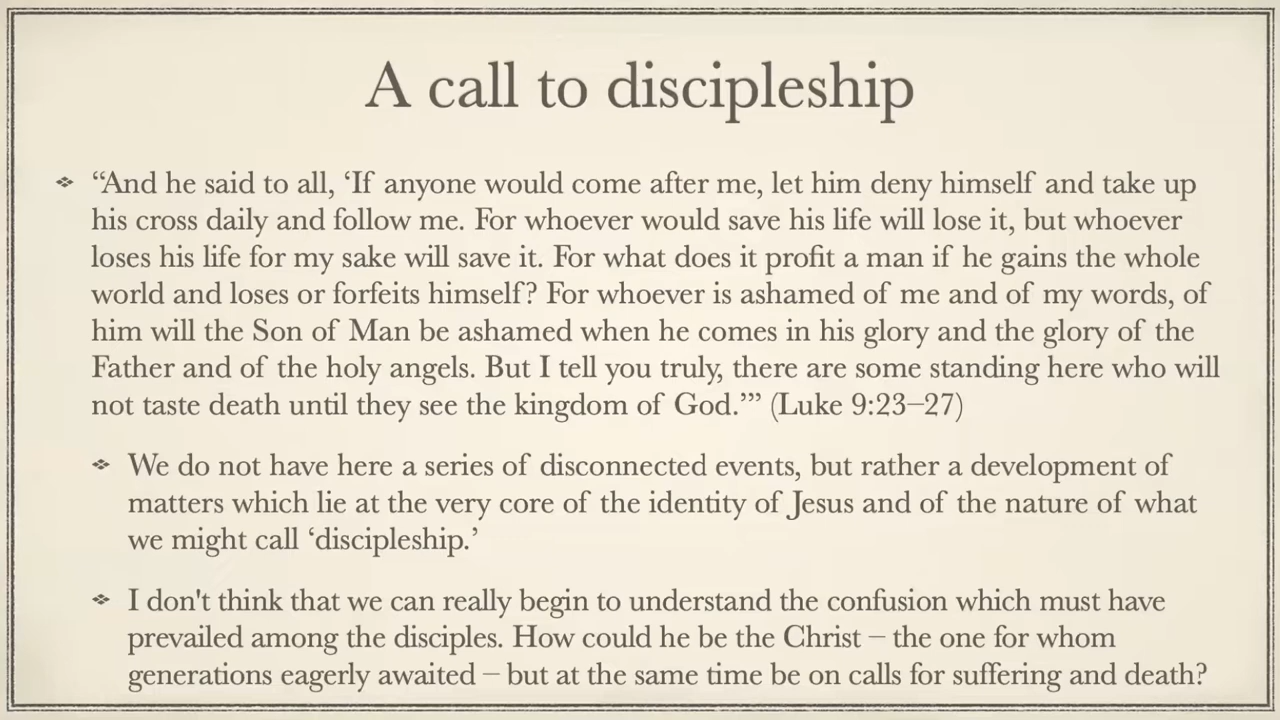 A call to discipleship
“And he said to all, ‘If anyone would come after me, let him deny himself and take up
his cross daily and follow me. For whoever would save his life will lose it, but whoever
loses his life for my sake will save it. For what does it profit a man if he gains the whole
world and loses or forfeits himself? For whoever is ashamed of me and of my words, of
him will the Son of Man be ashamed when he comes in his glory and the glory of the
Father and of the holy angels. But I tell you truly, there are some standing here who will
not taste death until they see the kingdom of God.’” (Luke 9:23–27)
We do not have here a series of disconnected events, but rather a development of
matters which lie at the very core of the identity of Jesus and of the nature of what
we might call ‘discipleship.’
I don't think that we can really begin to understand the confusion which must have
prevailed among the disciples. How could he be the Christ – the one for whom
generations eagerly awaited – but at the same time be on calls for suffering and death?